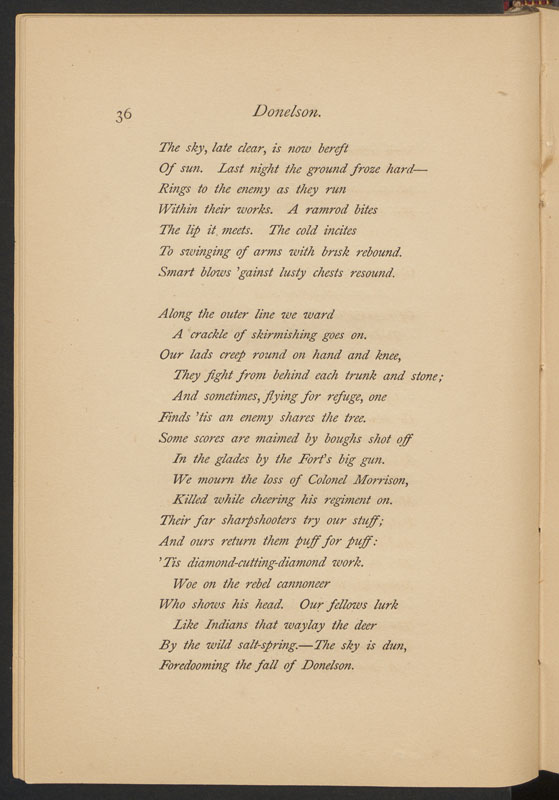 36
Donelson.
The sky, late clear, is now bereft
Of sun. Last night the ground froze hard—
Rings to the enemy as they run
Within their works. A ramrod bites
The lip it meets. The cold incites
To swinging of arms with brisk rebound.
Smart blows 'gainst lusty chests resound.
Along the outer line we ward
A crackle of skirmishing goes on.
Our lads creep round on hand and knee,
They fight from behind each trunk and stone;
And sometimes, flying for refuge, one
Finds 'tis an enemy shares the tree.
Some scores are maimed by boughs shot off
In the glades by the Fort's big gun.
We mourn the loss of Colonel Morrison,
Killed while cheering his regiment on.
Their far sharpshooters try our stuff;
And ours return them puff for puff:
'Tis diamond-cutting-diamond work.
Woe on the rebel cannoneer
Who shows his head. Our fellows lurk
Like Indians that waylay the deer
By the wild salt-spring.—The sky is dun,
Foredooming the fall of Donelson.